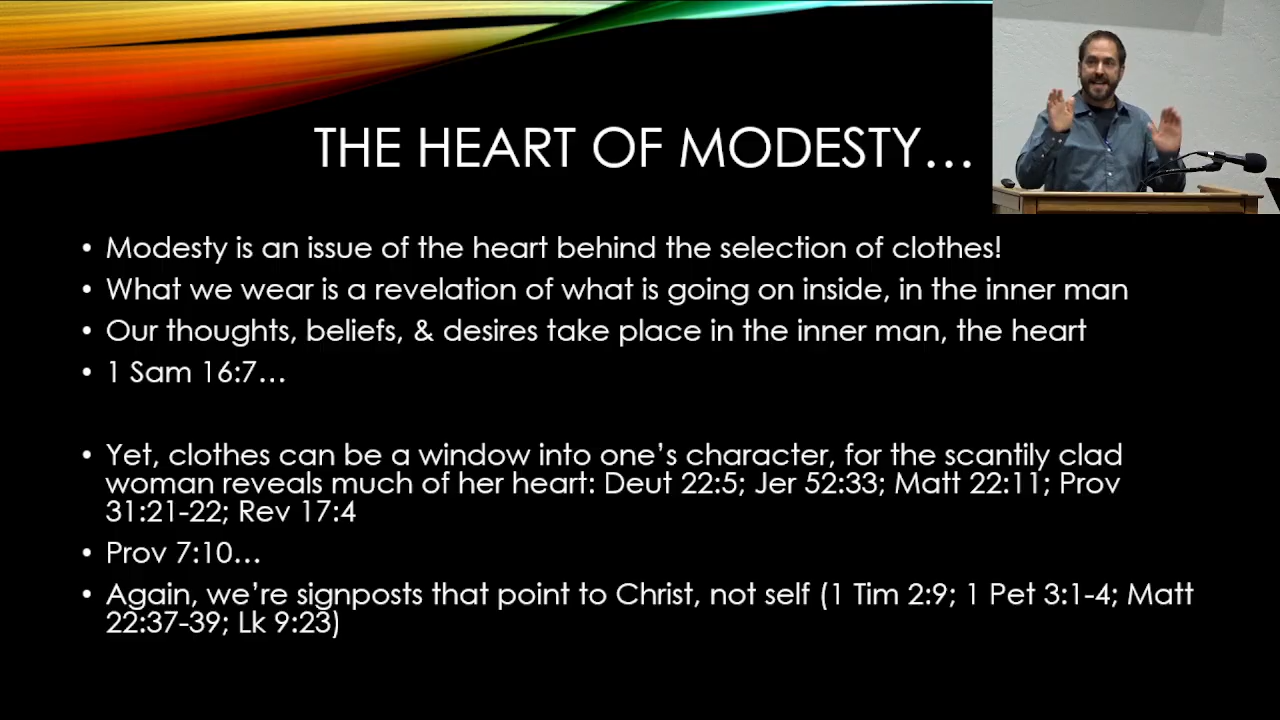 THE HEART OF MODESTY…
• Modesty is an issue of the heart behind the selection of clothes!
• What we wear is a revelation of what is going on inside, in the inner man
• Our thoughts, beliefs, & desires take place in the inner man, the heart
• 1 Sam 16:7…
• Yet, clothes can be a window into one’s character, for the scantily clad
woman reveals much of her heart: Deut 22:5; Jer 52:33; Matt 22:11; Prov
31:21-22; Rev 17:4
• Prov 7:10…
• Again, we’re signposts that point to Christ, not self (1 Tim 2:9; 1 Pet 3:1-4; Matt
22:37-39; Lk 9:23)